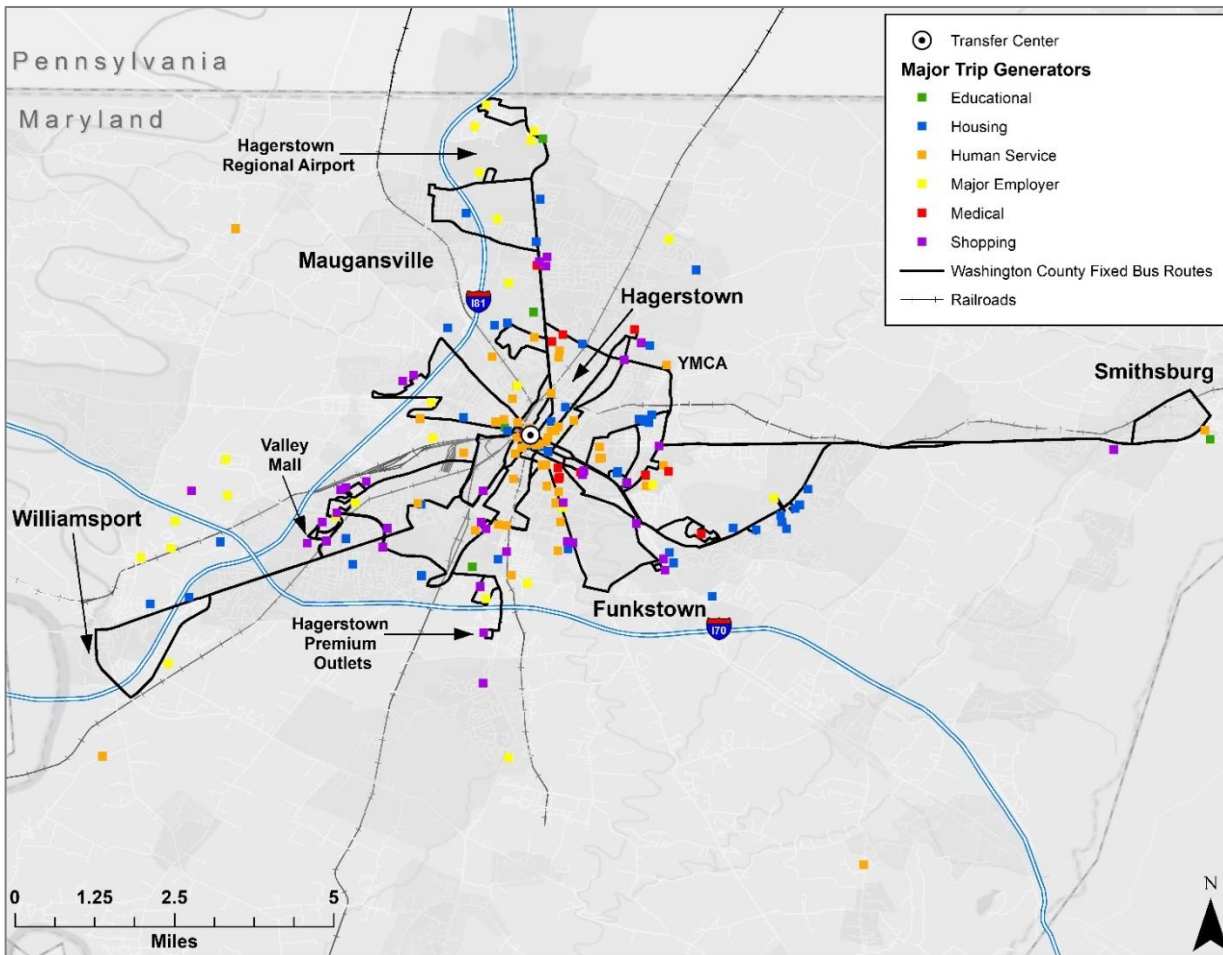 Pennsylvania
Maryland
Hagerstown
Regional Airport
Maugansville
I81
Hagerstown
YMCA
Smithsburg
Valley
Mall
Williamsport
Funkstown
I70
Hagerstown
Premium
Outlets
Transfer Center
Major Trip Generators
Educational
Housing
Human Service
Major Employer
Medical
Shopping
Washington County Fixed Bus Routes
Railroads
0 1.25 2.5 5
Miles
N